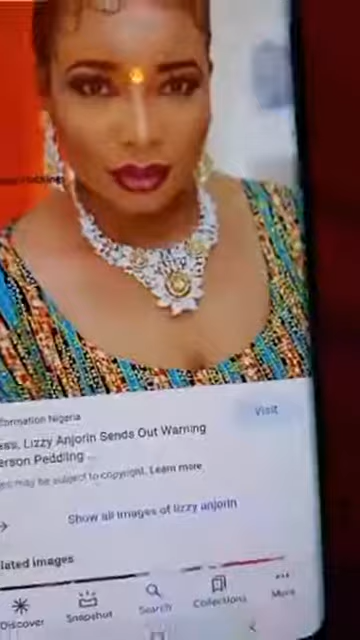 formation Nigeria
Visit
ess, Lizzy Anjorin Sends Out Warning
erson Peddling ...
es may be subject to copyright. Learn more
Show all images of lizzy anjorin
lated images
Discover
Snapshot
Search
Collections
More